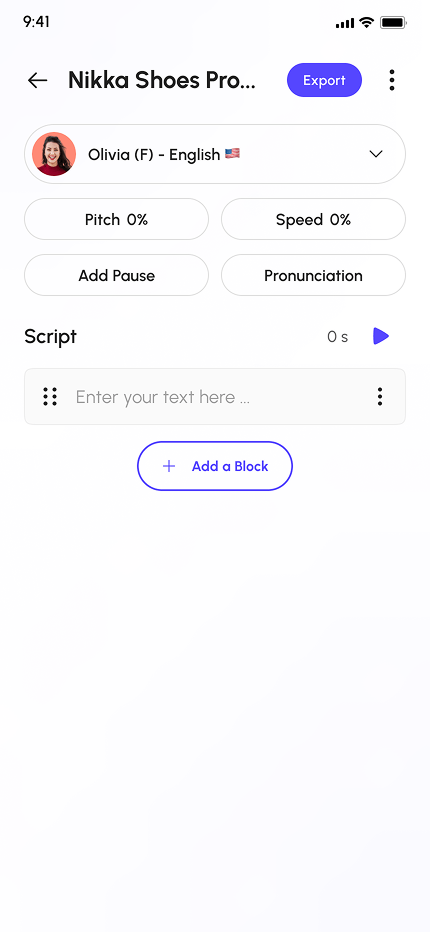 9:41
Nikka Shoes Pro... Export
Olivia (F) - English
Pitch 0% Speed 0%
Add Pause Pronunciation
Script 0 s
Enter your text here ...
Add a Block